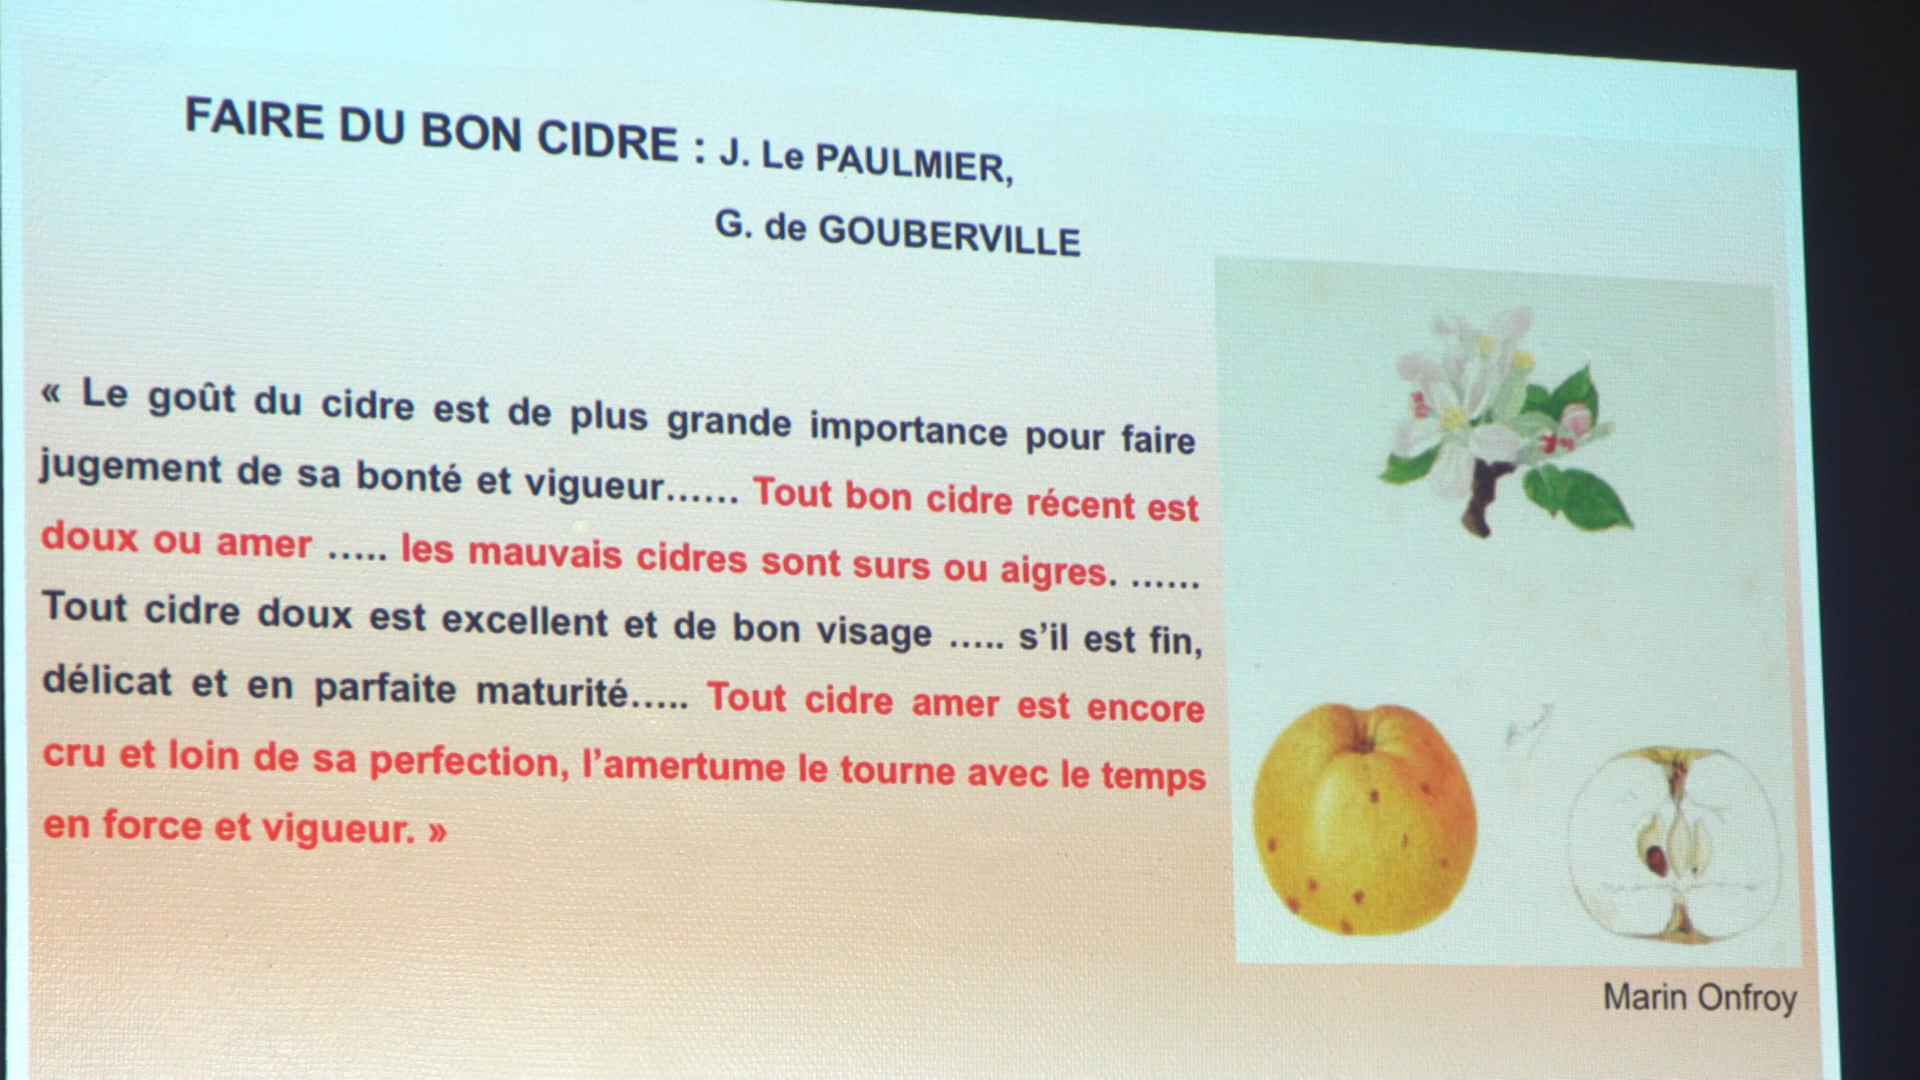 FAIRE DU BON CIDRE : J. Le PAULMIER,
G. de GOUBERVILLE
« Le goût du cidre est de plus grande importance pour faire
jugement de sa bonté et vigueur...... Tout bon cidre récent est
doux ou amer ..... les mauvais cidres sont surs ou aigres. ......
Tout cidre doux est excellent et de bon visage ..... s’il est fin,
délicat et en parfaite maturité..... Tout cidre amer est encore
cru et loin de sa perfection, l’amertume le tourne avec le temps
en force et vigueur. »
Marin Onfroy